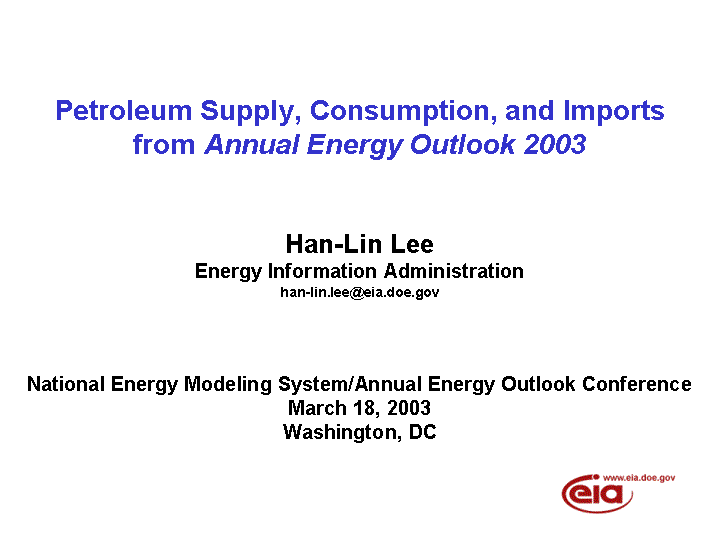 Petroleum Supply, Consumption, and Imports
from Annual Energy Outlook 2003
Han-Lin Lee
Energy Information Administration
han-lin.lee@eia.doe.gov
National Energy Modeling System/Annual Energy Outlook Conference
March 18, 2003
Washington, DC
www.eia.doe.gov
eia